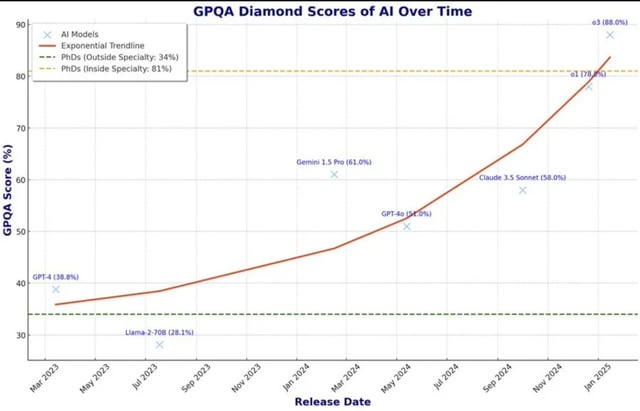 GPQA Diamond Scores of AI Over Time
90
80
70
60
50
40
30
GPQA Score (%)
AI Models
Exponential Trendline
PhDs (Outside Specialty: 34%)
PhDs (Inside Specialty: 81%)
o3 (88.0%)
o1 (78.0%)
Gemini 1.5 Pro (61.0%)
Claude 3.5 Sonnet (58.0%)
GPT-4o (51.0%)
GPT-4 (38.8%)
Llama-2-70B (28.1%)
Mar 2023
May 2023
Jul 2023
Sep 2023
Nov 2023
Jan 2024
Mar 2024
May 2024
Jul 2024
Sep 2024
Nov 2024
Jan 2025
Release Date